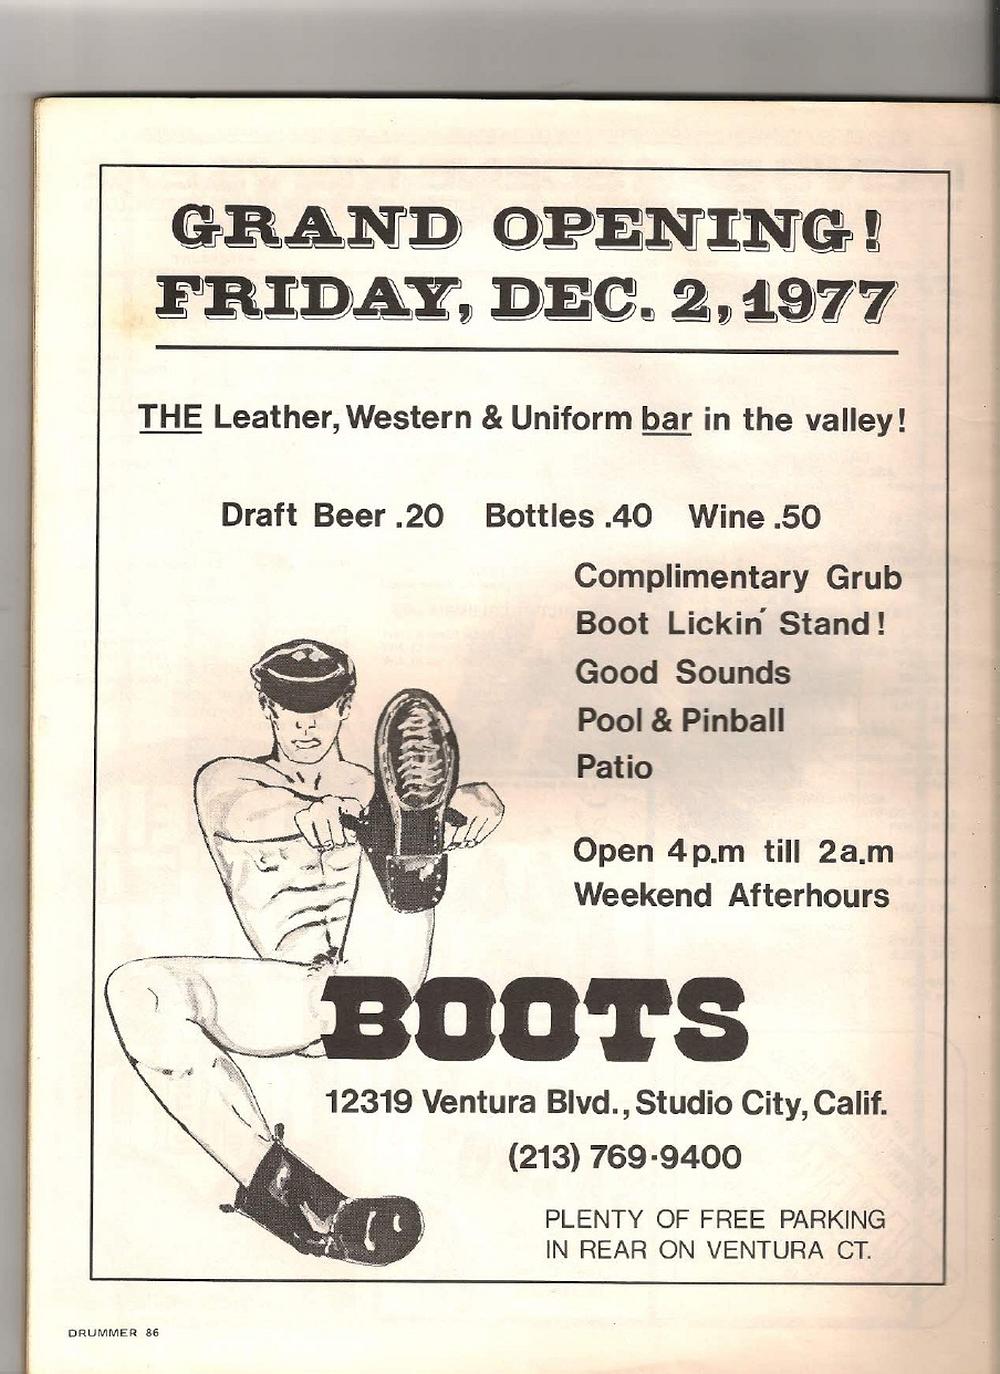 GRAND OPENING!
FRIDAY, DEC. 2, 1977
THE Leather, Western & Uniform bar in the valley!
Draft Beer .20 Bottles .40 Wine .50
Complimentary Grub
Boot Lickin' Stand!
Good Sounds
Pool & Pinball
Patio
Open 4p.m till 2a.m
Weekend Afterhours
BOOTS
12319 Ventura Blvd., Studio City, Calif.
(213) 769-9400
PLENTY OF FREE PARKING
IN REAR ON VENTURA CT.
DRUMMER 86